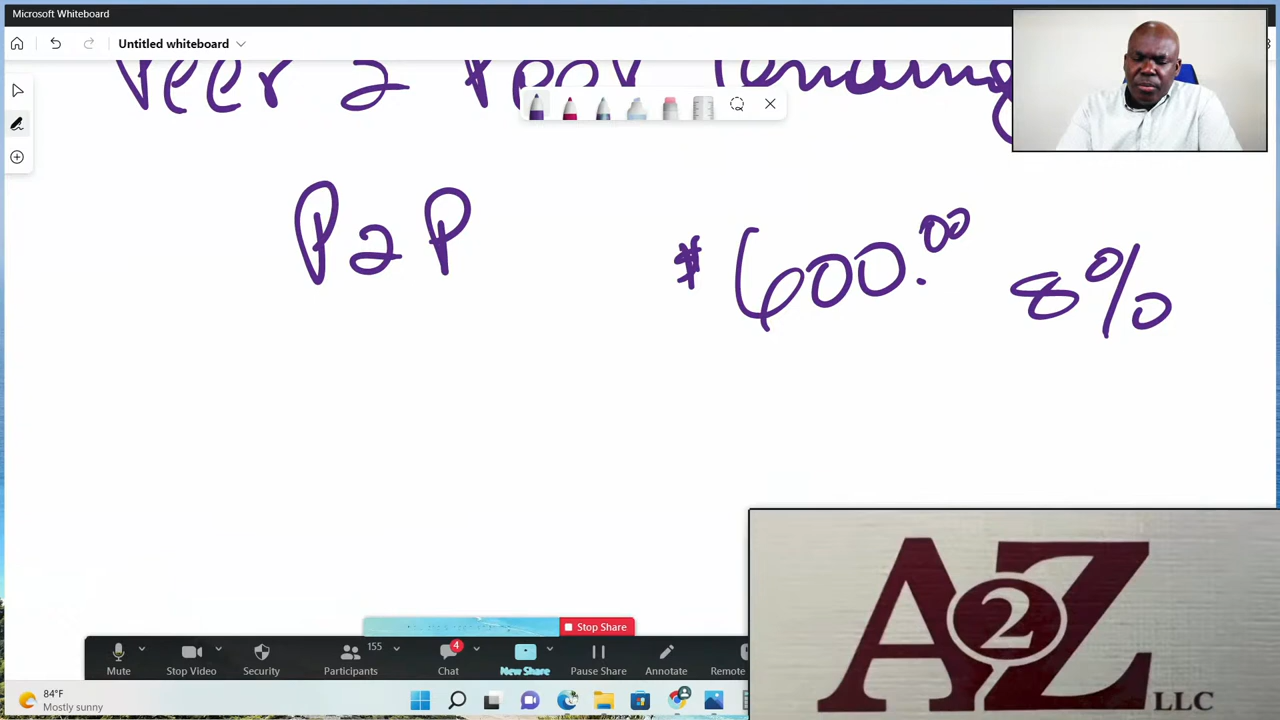 Microsoft Whiteboard
Untitled whiteboard
Peer 2 Peer lending
P2P
$600.00 8%
Stop Share
155
4
Mute
Stop Video
Security
Participants
Chat
New Share
Pause Share
Annotate
Remote
84°F
Mostly sunny
A2Z LLC